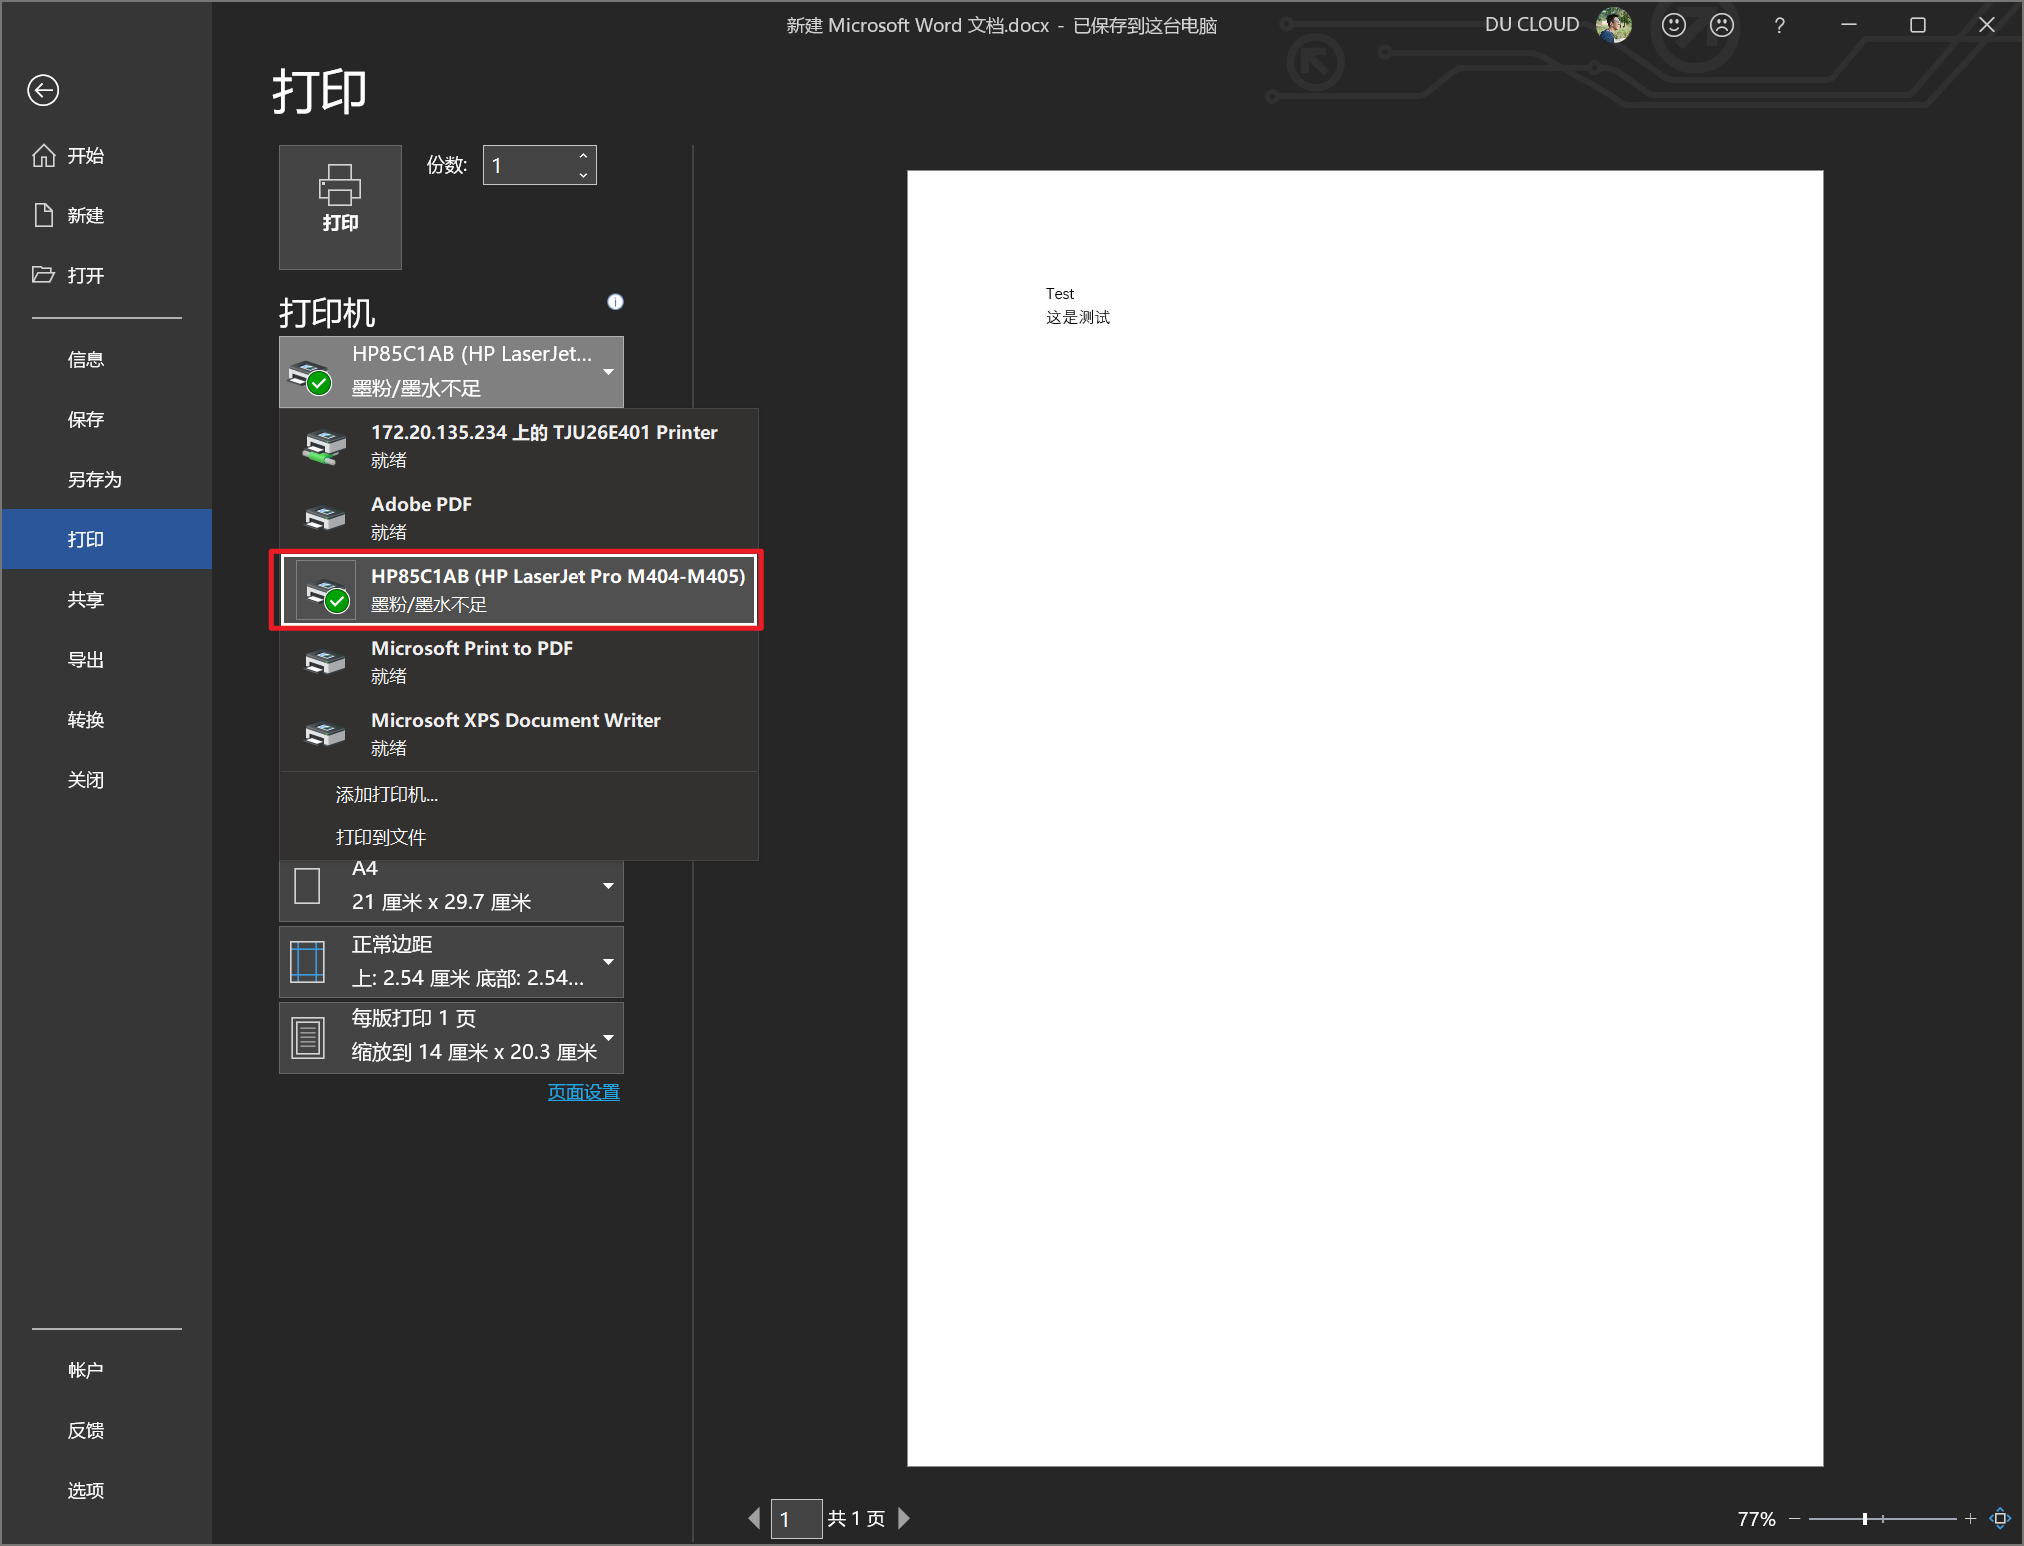 新建 Microsoft Word 文档.docx - 已保存到这台电脑
DU CLOUD
?
开始
新建
打开
信息
保存
另存为
打印
共享
导出
转换
关闭
帐户
反馈
选项
打印
打印
份数:
1
打印机
HP85C1AB (HP LaserJet...
墨粉/墨水不足
172.20.135.234 上的 TJU26E401 Printer
就绪
Adobe PDF
就绪
HP85C1AB (HP LaserJet Pro M404-M405)
墨粉/墨水不足
Microsoft Print to PDF
就绪
Microsoft XPS Document Writer
就绪
添加打印机...
打印到文件
A4
21 厘米 x 29.7 厘米
正常边距
上: 2.54 厘米 底部: 2.54...
每版打印 1 页
缩放到 14 厘米 x 20.3 厘米
页面设置
Test
这是测试
1
共 1 页
77%